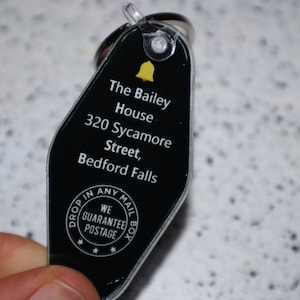 The Bailey
House
320 Sycamore
Street,
Bedford Falls
DROP IN ANY MAIL BOX
WE
GUARANTEE
POSTAGE